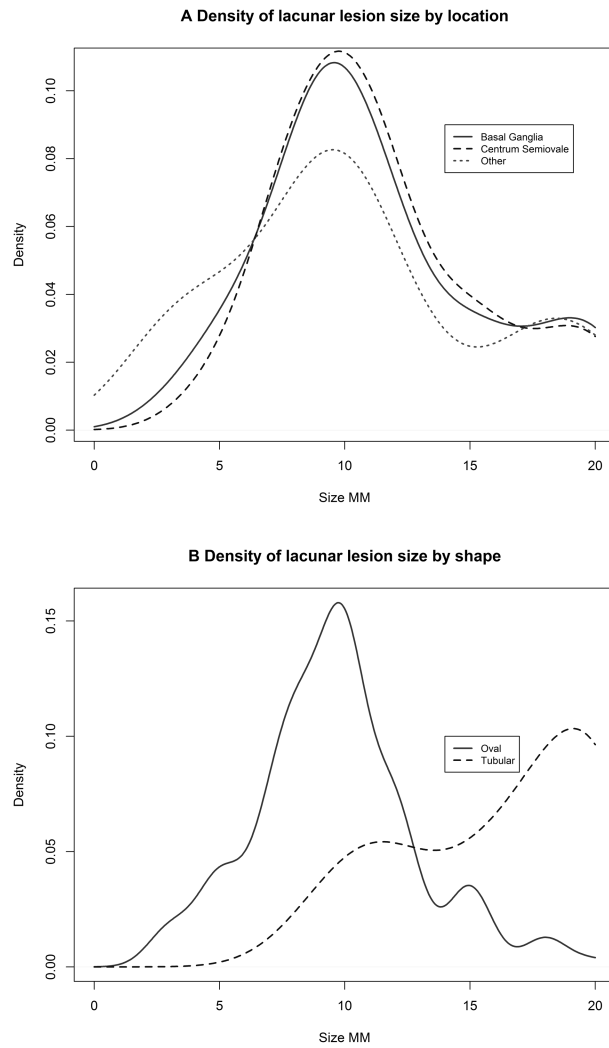 A Density of lacunar lesion size by location
0.10
0.08
0.06
0.04
0.02
0.00
Density
Basal Ganglia
Centrum Semiovale
Other
0 5 10 15 20
Size MM
B Density of lacunar lesion size by shape
0.15
0.10
0.05
0.00
Density
Oval
Tubular
0 5 10 15 20
Size MM